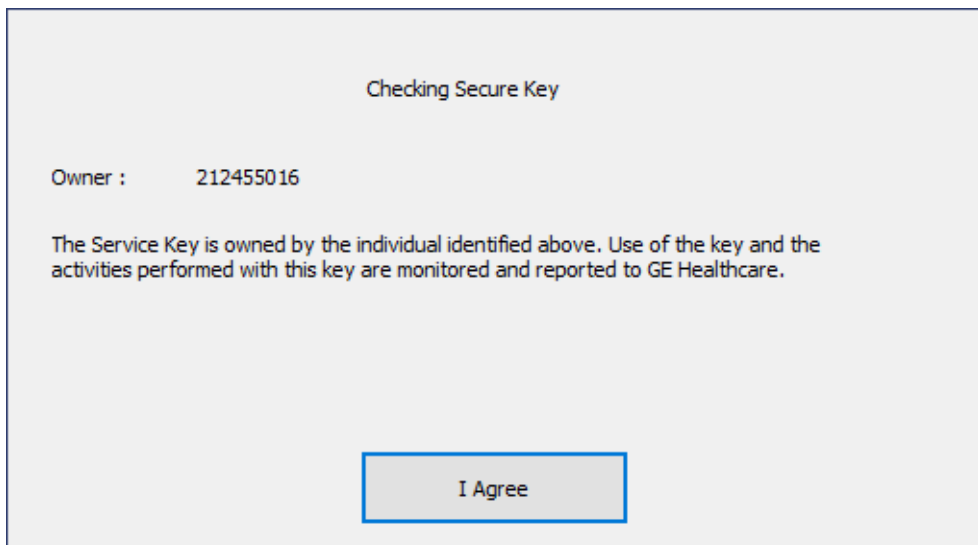 Checking Secure Key
Owner : 212455016
The Service Key is owned by the individual identified above. Use of the key and the
activities performed with this key are monitored and reported to GE Healthcare.
I Agree